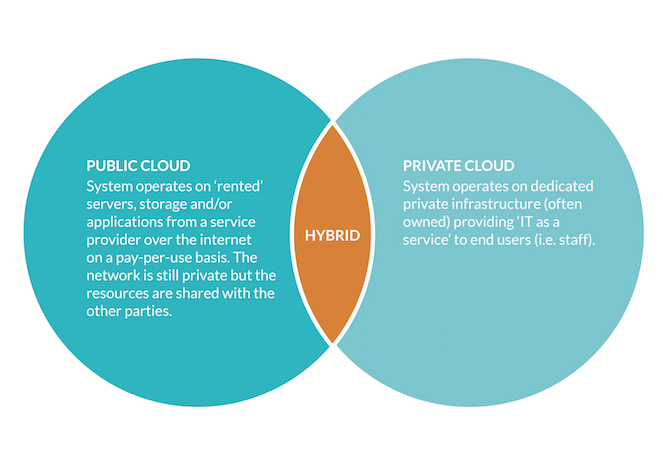 PUBLIC CLOUD
System operates on ‘rented’
servers, storage and/or
applications from a service
provider over the internet
on a pay-per-use basis. The
network is still private but the
resources are shared with the
other parties.
HYBRID
PRIVATE CLOUD
System operates on dedicated
private infrastructure (often
owned) providing ‘IT as a
service’ to end users (i.e. staff).